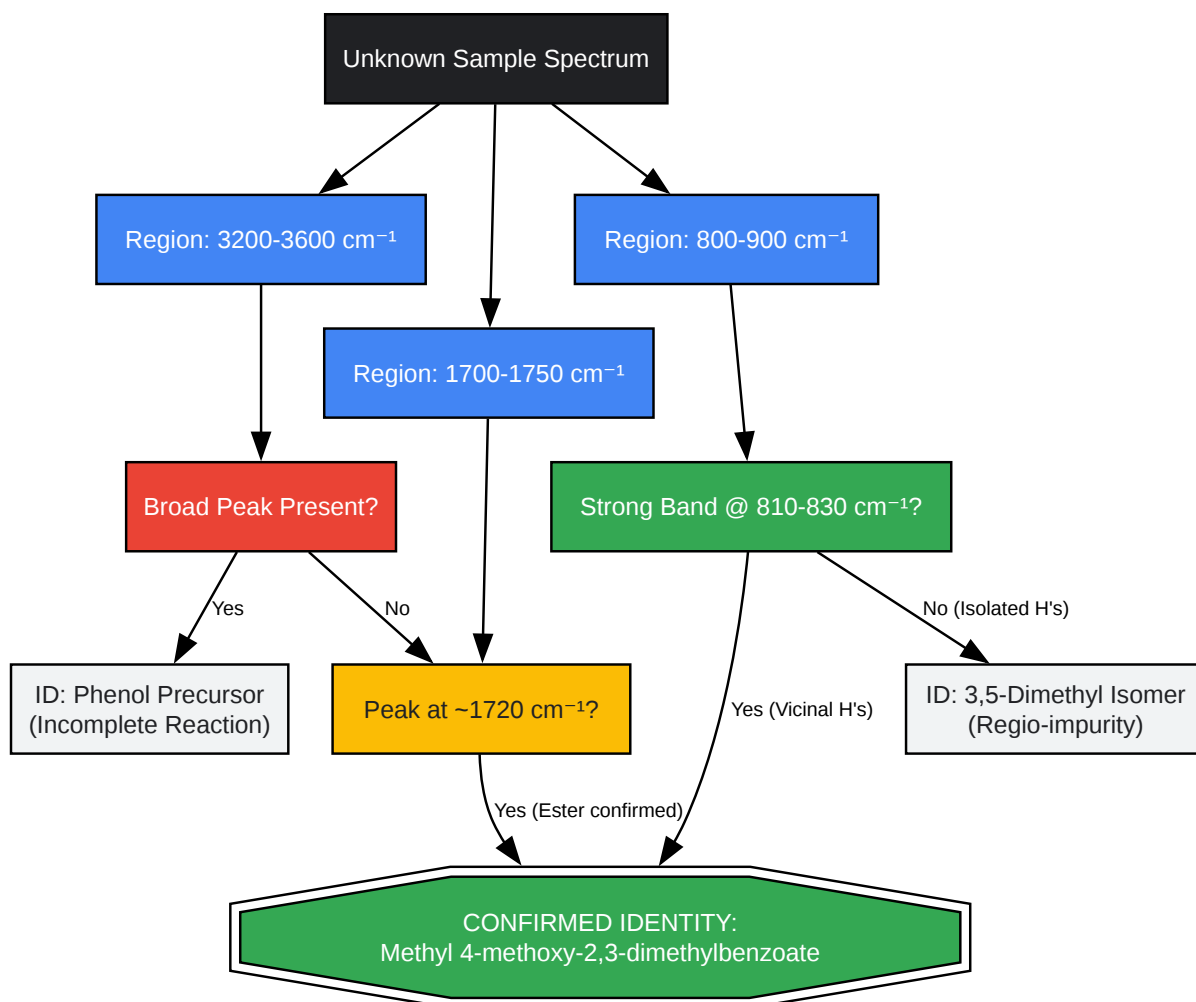 Unknown Sample Spectrum
Region: 3200-3600 cm⁻¹
Region: 800-900 cm⁻¹
Region: 1700-1750 cm⁻¹
Broad Peak Present?
Strong Band @ 810-830 cm⁻¹?
Yes
No
No (Isolated H's)
ID: Phenol Precursor
(Incomplete Reaction)
Peak at ~1720 cm⁻¹?
Yes (Vicinal H's)
ID: 3,5-Dimethyl Isomer
(Regio-impurity)
Yes (Ester confirmed)
CONFIRMED IDENTITY:
Methyl 4-methoxy-2,3-dimethylbenzoate